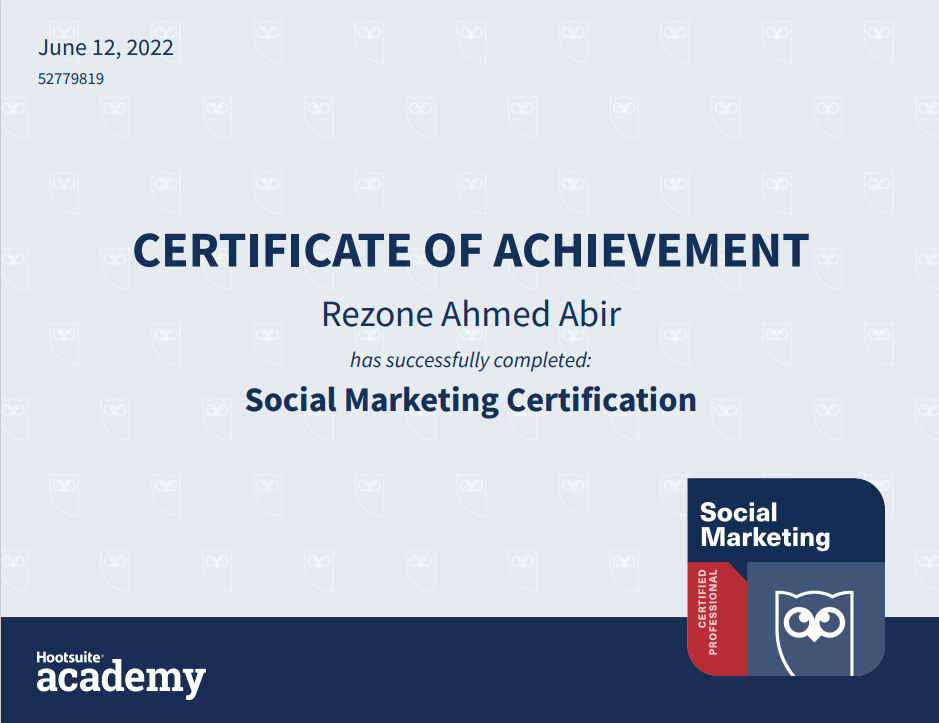 June 12, 2022
52779819
CERTIFICATE OF ACHIEVEMENT
Rezone Ahmed Abir
has successfully completed:
Social Marketing Certification
Social
Marketing
CERTIFIED
PROFESSIONAL
Hootsuite®
academy